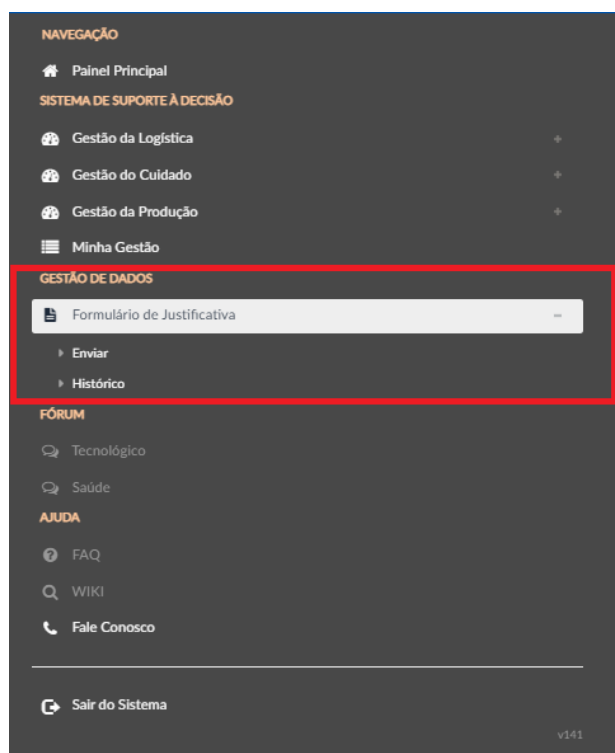 NAVEGAÇÃO
Painel Principal
SISTEMA DE SUPORTE À DECISÃO
Gestão da Logística
Gestão do Cuidado
Gestão da Produção
Minha Gestão
GESTÃO DE DADOS
Formulário de Justificativa
Enviar
Histórico
FÓRUM
Tecnológico
Saúde
AJUDA
FAQ
WIKI
Fale Conosco
Sair do Sistema
v141